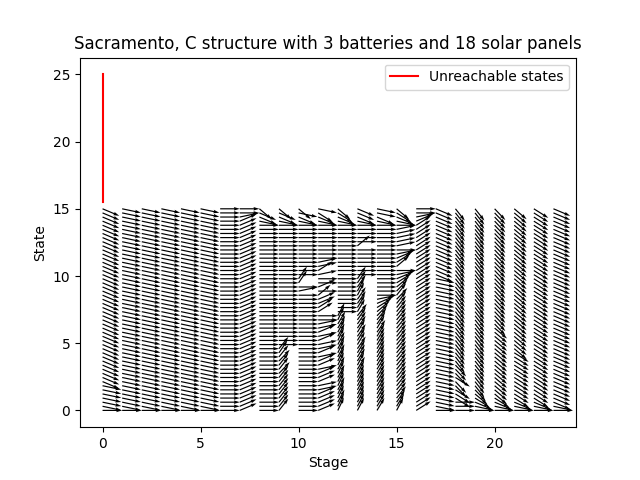 Sacramento, C structure with 3 batteries and 18 solar panels
Unreachable states
25
20
15
10
5
0
State
0
5
10
15
20
Stage